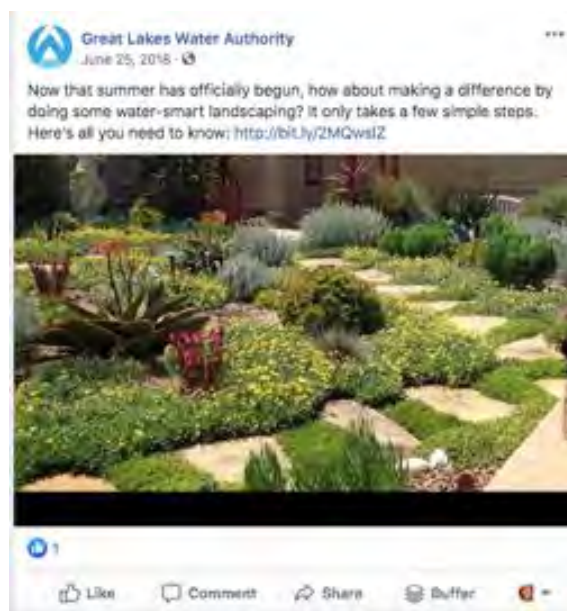 Great Lakes Water Authority
June 25, 2018
Now that summer has officially begun, how about making a difference by
doing some water-smart landscaping? It only takes a few simple steps.
Here's all you need to know: http://bit.ly/2MQwslZ
1
Like Comment Share Buffer